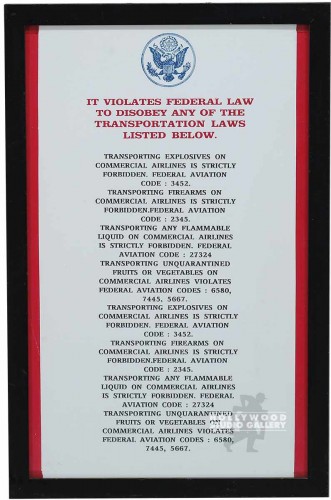 IT VIOLATES FEDERAL LAW
TO DISOBEY ANY OF THE
TRANSPORTATION LAWS
LISTED BELOW.
TRANSPORTING EXPLOSIVES ON
COMMERCIAL AIRLINES IS STRICTLY
FORBIDDEN. FEDERAL AVIATION
CODE : 3452.
TRANSPORTING FIREARMS ON
COMMERCIAL AIRLINES IS STRICTLY
FORBIDDEN.FEDERAL AVIATION
CODE : 2345.
TRANSPORTING ANY FLAMMABLE
LIQUID ON COMMERCIAL AIRLINES
IS STRICTLY FORBIDDEN. FEDERAL
AVIATION CODE : 27324
TRANSPORTING UNQUARANTINED
FRUITS OR VEGETABLES ON
COMMERCIAL AIRLINES VIOLATES
FEDERAL AVIATION CODES : 6580,
7445, 5667.
TRANSPORTING EXPLOSIVES ON
COMMERCIAL AIRLINES IS STRICTLY
FORBIDDEN. FEDERAL AVIATION
CODE : 3452.
TRANSPORTING FIREARMS ON
COMMERCIAL AIRLINES IS STRICTLY
FORBIDDEN.FEDERAL AVIATION
CODE : 2345.
TRANSPORTING ANY FLAMMABLE
LIQUID ON COMMERCIAL AIRLINES
IS STRICTLY FORBIDDEN. FEDERAL
AVIATION CODE : 27324
TRANSPORTING UNQUARANTINED
FRUITS OR VEGETABLES ON
COMMERCIAL AIRLINES VIOLATES
FEDERAL AVIATION CODES : 6580,
7445, 5667.
HOLLYWOOD
STUDIO GALLERY